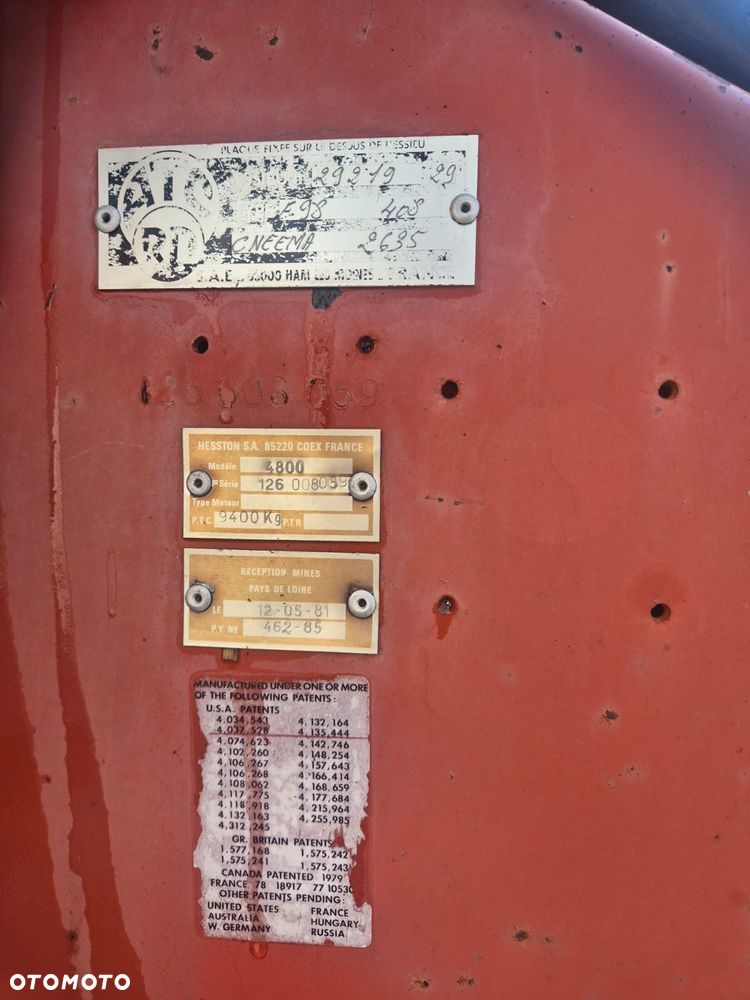 PLAQUE FIXEE SUR LE DESSUS DE L'ESSIEU
29219 29
E98 408
CNEEMA 2635
HESSTON S.A. 85220 COEX FRANCE
Modèle 4800
N° Série 126 008059
Type Moteur
P.T.C. 9400Kg P.T.R.
RECEPTION MINES
PAYS DE LOIRE
LE 12-05-81
P.V. No 462-85
MANUFACTURED UNDER ONE OR MORE
OF THE FOLLOWING PATENTS:
U.S.A. PATENTS
4,034,543 4,132,164
4,037,528 4,135,444
4,074,623 4,142,746
4,102,260 4,148,254
4,106,267 4,157,643
4,106,268 4,166,414
4,108,062 4,168,659
4,117,775 4,177,684
4,118,918 4,215,964
4,132,163 4,255,985
4,312,245
GR. BRITAIN PATENTS
1,577,168 1,575,242
1,575,241 1,575,243
CANADA PATENTED 1979
FRANCE 78 18917 77 10530
OTHER PATENTS PENDING:
UNITED STATES FRANCE
AUSTRALIA HUNGARY
W. GERMANY RUSSIA
OTOMOTO